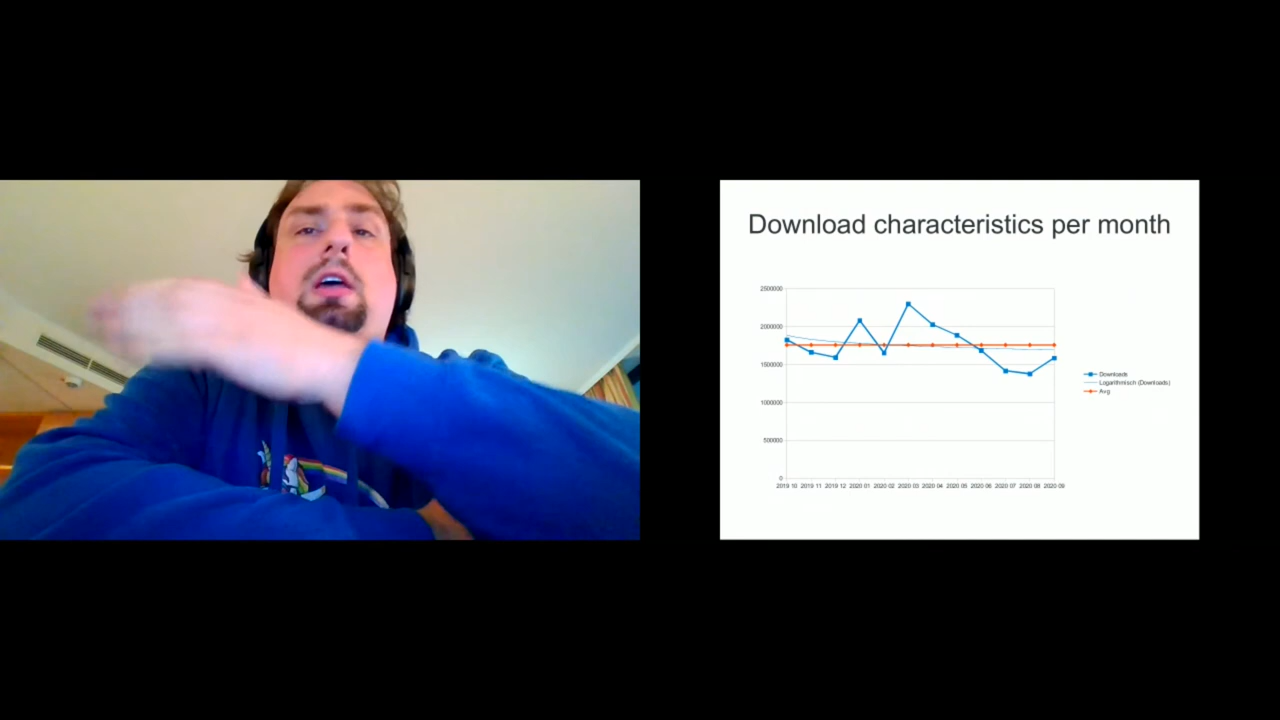 Download characteristics per month
2500000
2000000
1500000
1000000
500000
0
2019 10 2019 11 2019 12 2020 01 2020 02 2020 03 2020 04 2020 05 2020 06 2020 07 2020 08 2020 09
Downloads
Logarithmisch (Downloads)
Avg